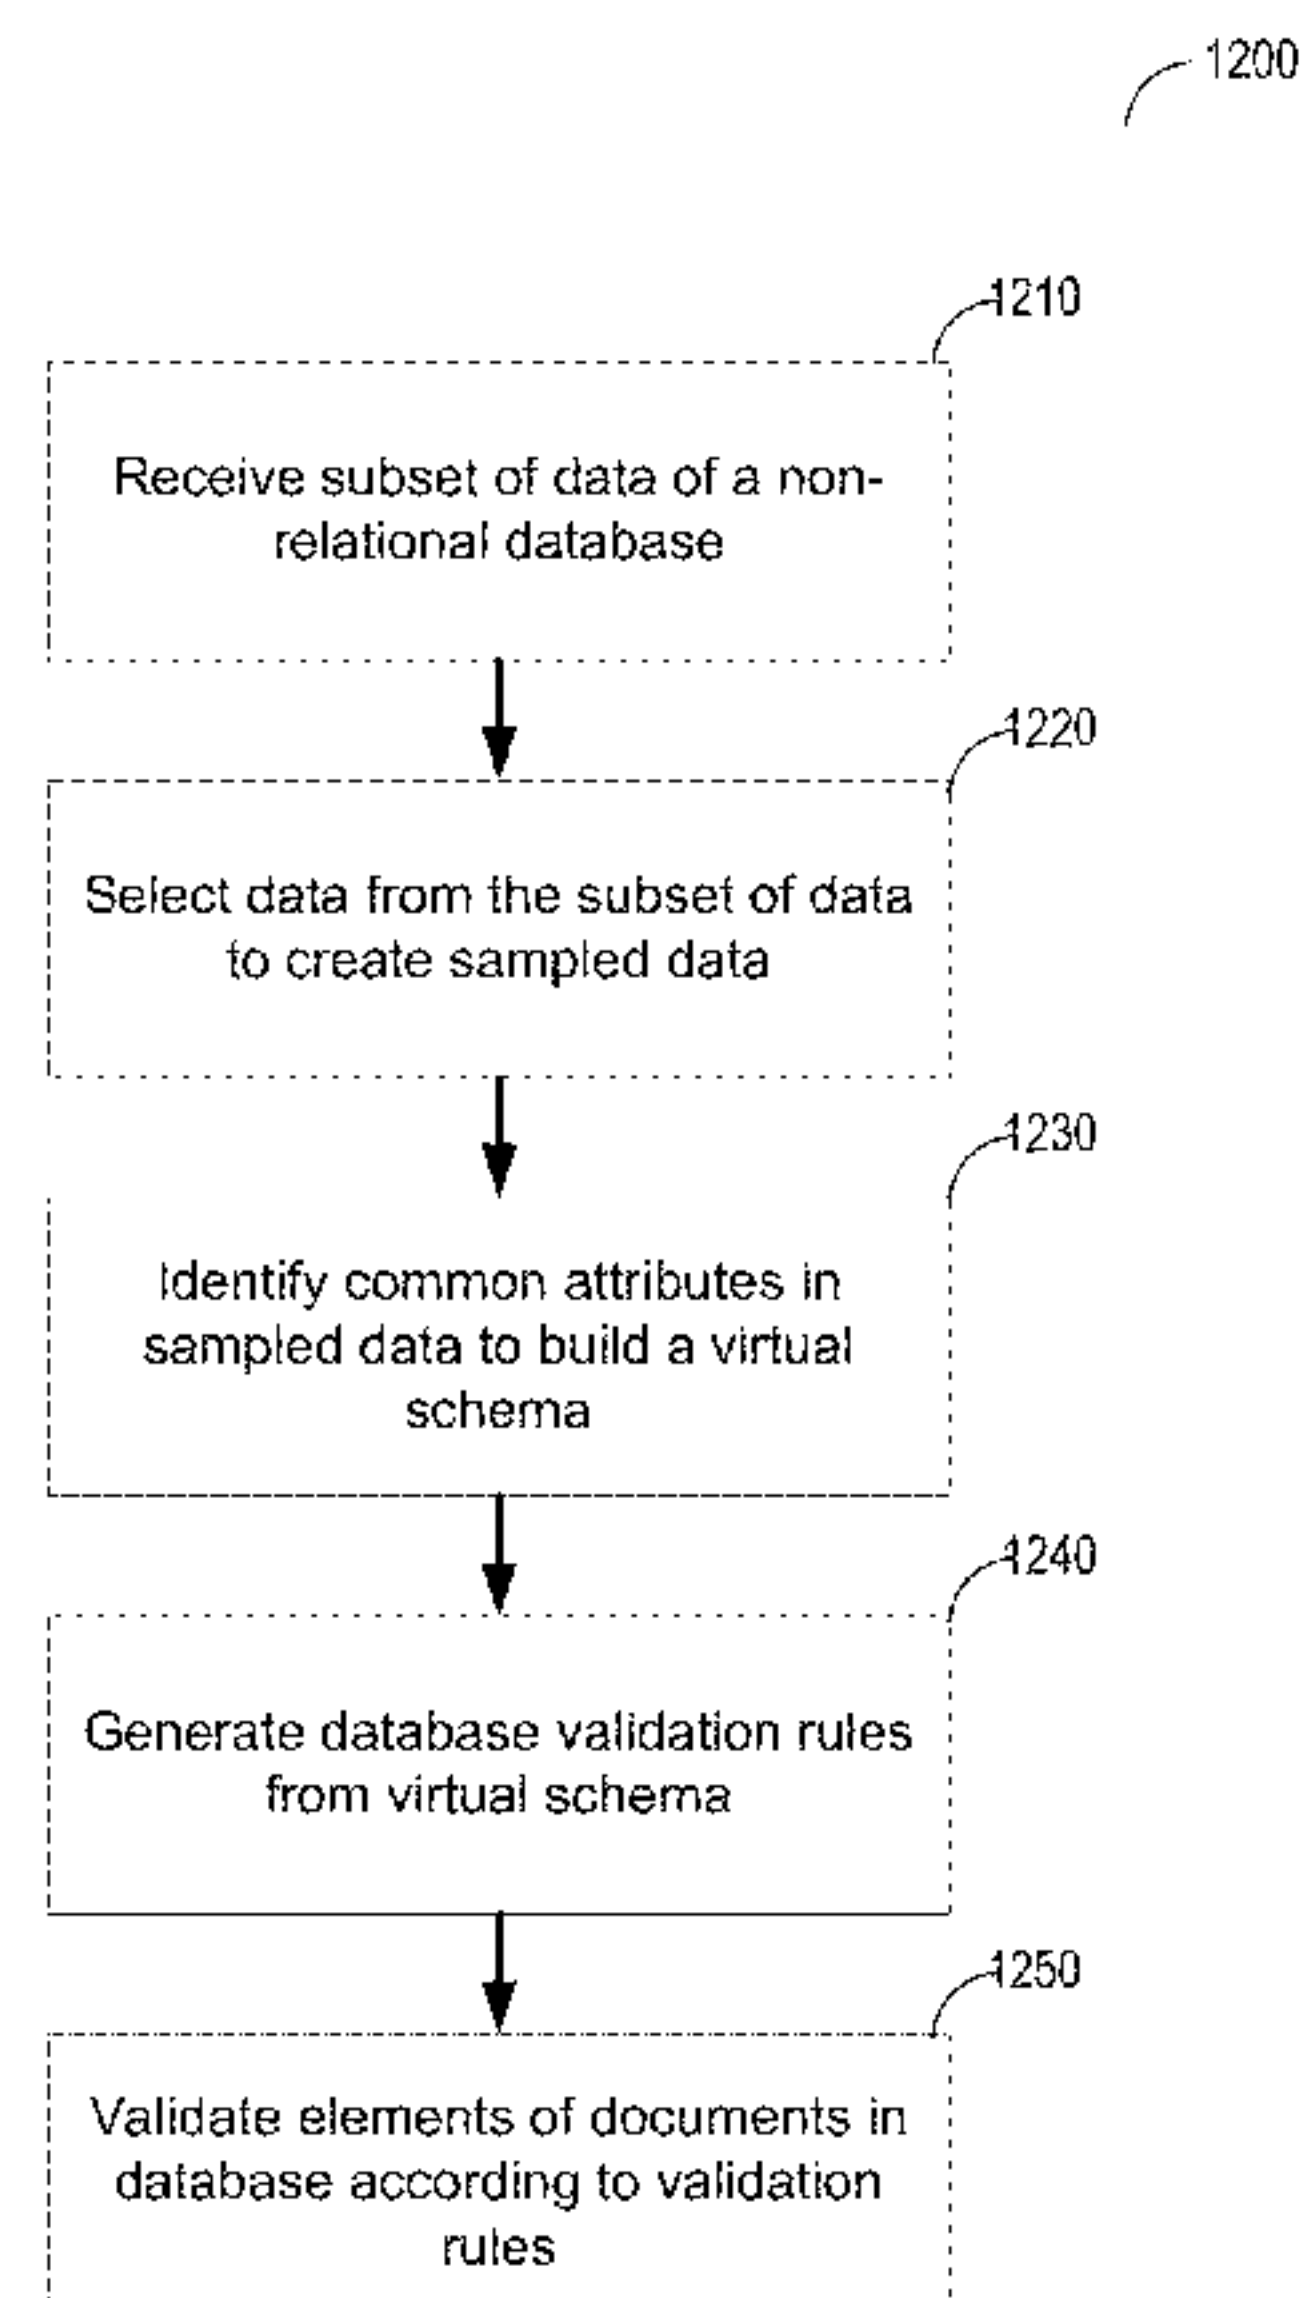 1200
1210
Receive subset of data of a non-
relational database
1220
Select data from the subset of data
to create sampled data
1230
Identify common attributes in
sampled data to build a virtual
schema
1240
Generate database validation rules
from virtual schema
1250
Validate elements of documents in
database according to validation
rules